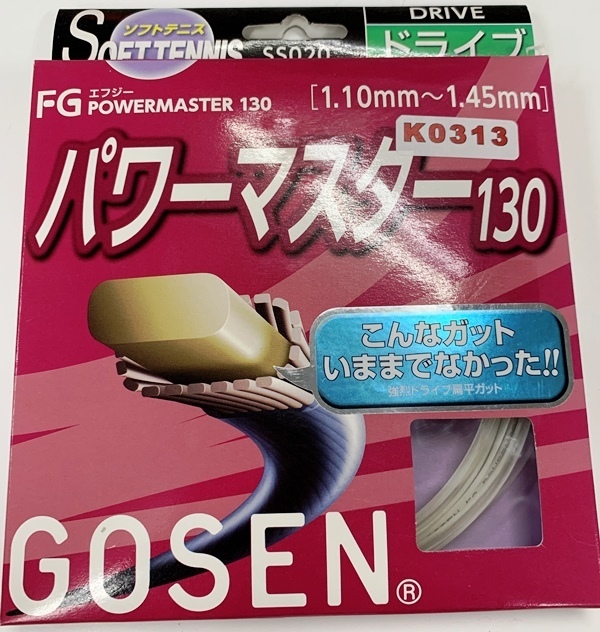 DRIVE
ソフトテニス
SOFT TENNIS SS020 ドライブ
FG エフジー
POWERMASTER 130 [1.10mm～1.45mm]
K0313
パワーマスター130
こんなガット
いままでなかった!!
強烈ドライブ扁平ガット
GOSEN®